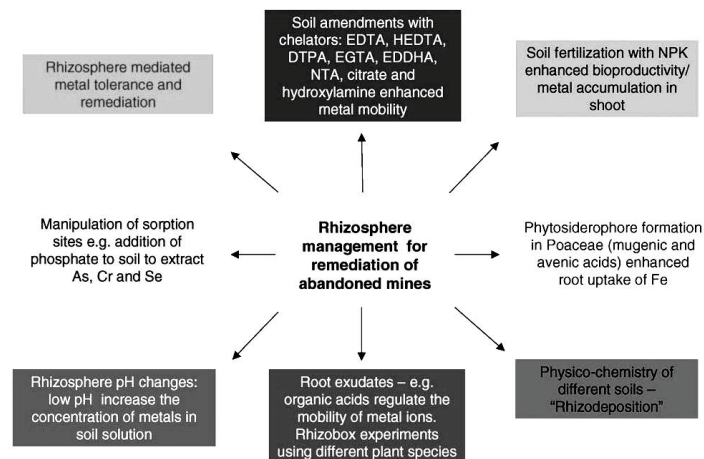 Rhizosphere mediated
metal tolerance and
remediation
Soil amendments with
chelators: EDTA, HEDTA,
DTPA, EGTA, EDDHA,
NTA, citrate and
hydroxylamine enhanced
metal mobility
Soil fertilization with NPK
enhanced bioproductivity/
metal accumulation in
shoot
Manipulation of sorption
sites e.g. addition of
phosphate to soil to extract
As, Cr and Se
Rhizosphere
management for
remediation of
abandoned mines
Phytosiderophore formation
in Poaceae (mugenic and
avenic acids) enhanced
root uptake of Fe
Rhizosphere pH changes:
low pH increase the
concentration of metals in
soil solution
Root exudates – e.g.
organic acids regulate the
mobility of metal ions.
Rhizobox experiments
using different plant species
Physico-chemistry of
different soils –
“Rhizodeposition”